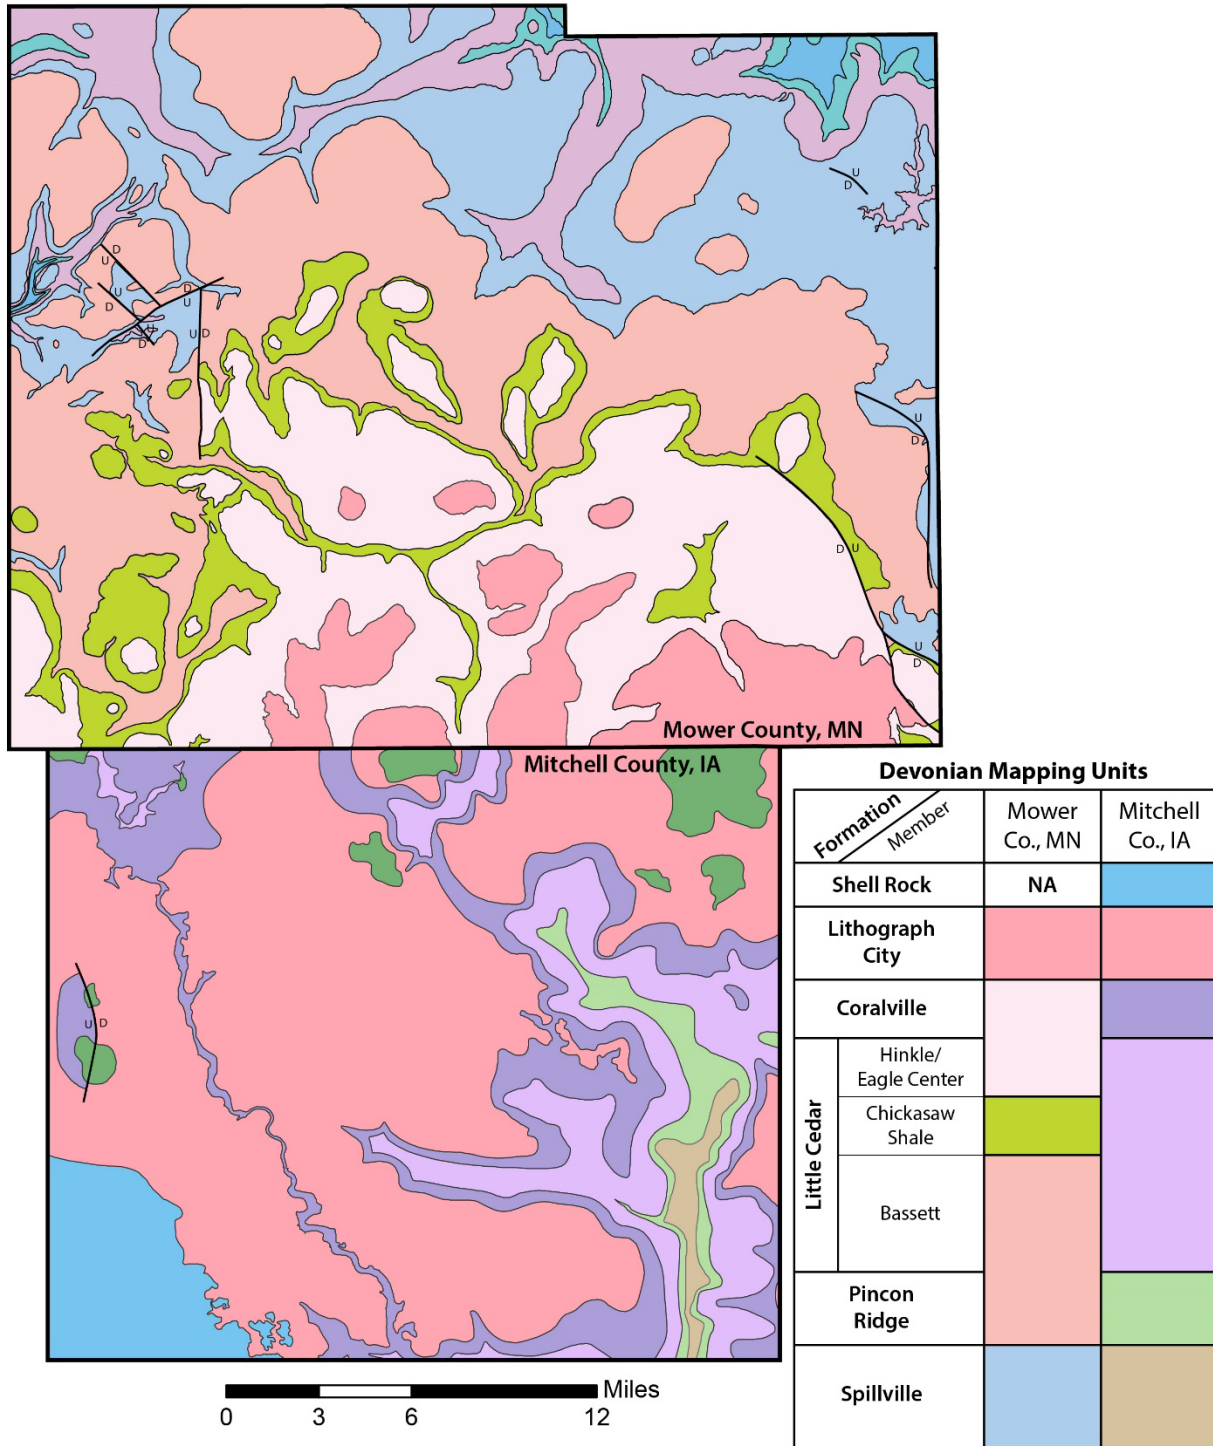 U
D
D
U
U
D
D
U
U D
U
D
U
D
D U
U
D
Mower County, MN
Mitchell County, IA
U D
Devonian Mapping Units
Formation
Member
Mower
Co., MN
Mitchell
Co., IA
Shell Rock
NA
Lithograph
City
Coralville
Little Cedar
Hinkle/
Eagle Center
Chickasaw
Shale
Bassett
Pincon
Ridge
Spillville
Miles
0 3 6 12